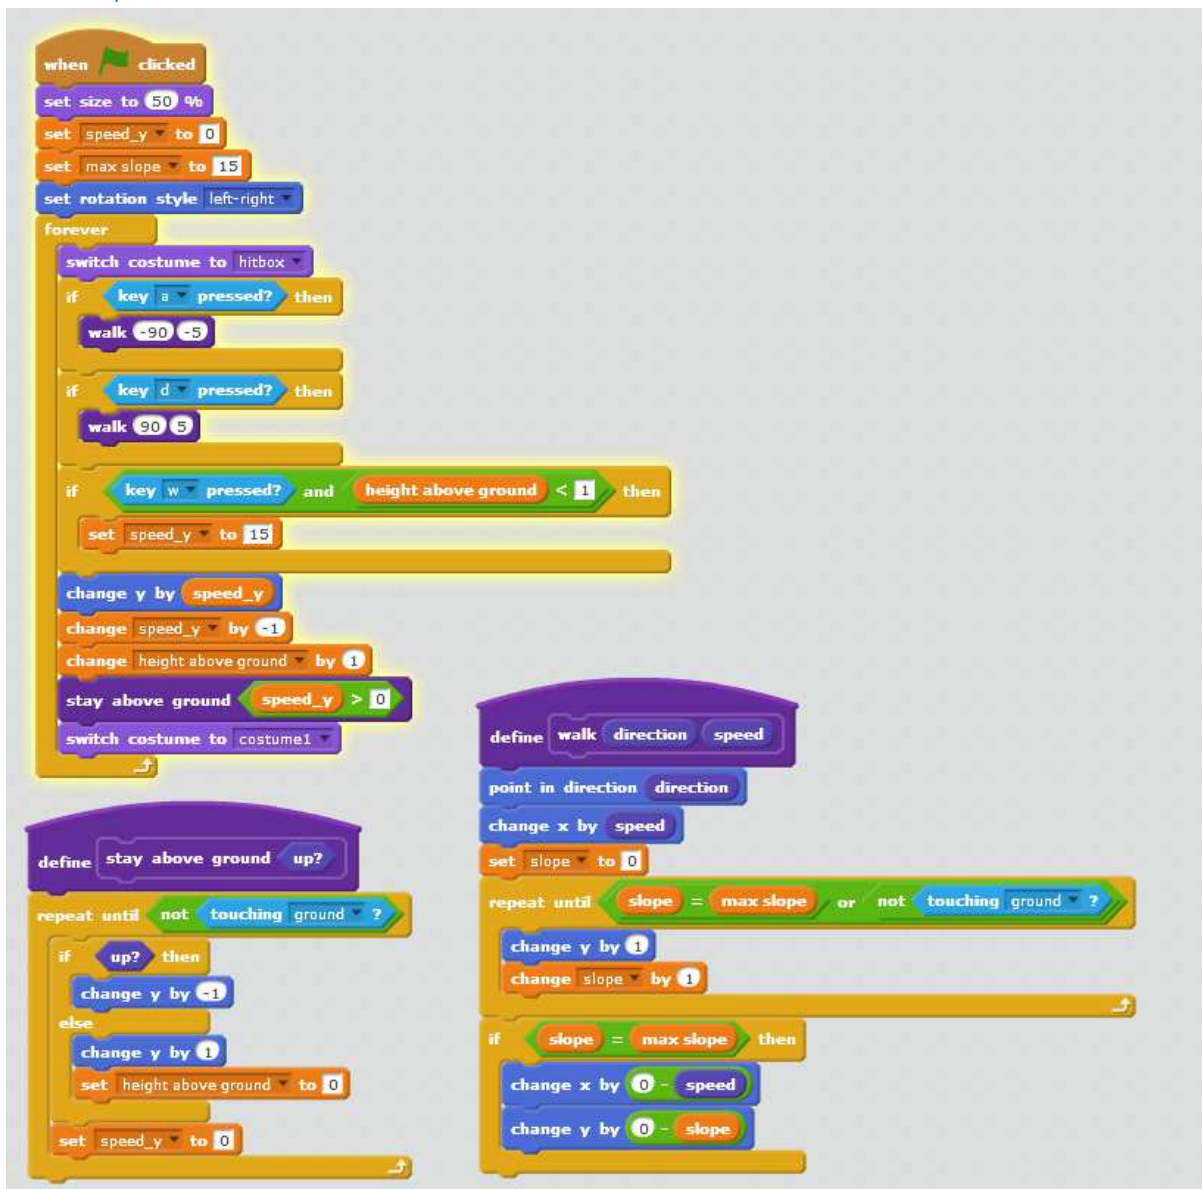 when clicked
set size to 50 %
set speed_y to 0
set max slope to 15
set rotation style left-right
forever
switch costume to hitbox
if key a pressed? then
walk -90 -5
if key d pressed? then
walk 90 5
if key w pressed? and height above ground < 1 then
set speed_y to 15
change y by speed_y
change speed_y by -1
change height above ground by 1
stay above ground speed_y > 0
switch costume to costume1
define stay above ground up?
repeat until not touching ground ?
if up? then
change y by -1
else
change y by 1
set height above ground to 0
set speed_y to 0
define walk direction speed
point in direction direction
change x by speed
set slope to 0
repeat until slope = max slope or not touching ground ?
change y by 1
change slope by 1
if slope = max slope then
change x by 0 - speed
change y by 0 - slope